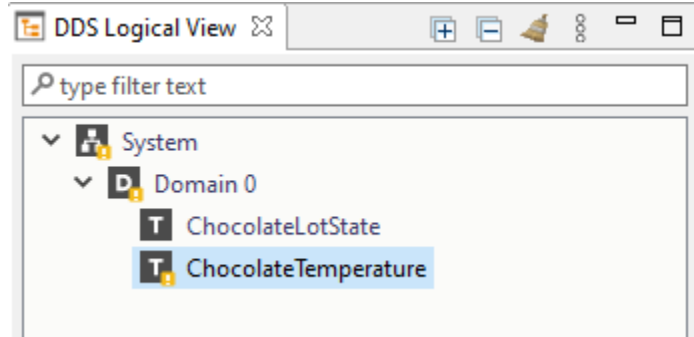 DDS Logical View
type filter text
System
D Domain 0
T ChocolateLotState
T ChocolateTemperature